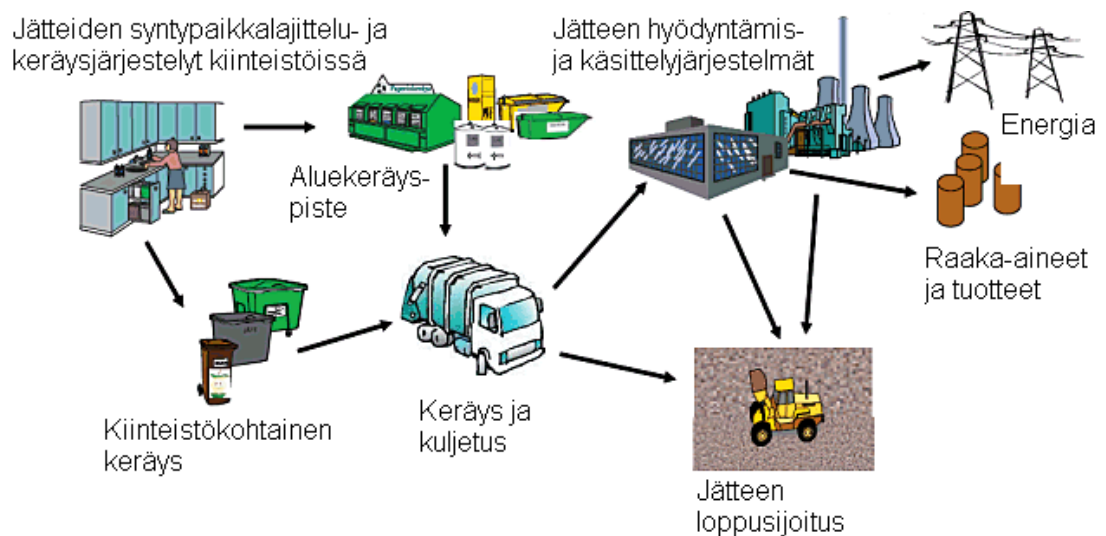 Jätteiden syntypaikkalajittelu- ja
keräysjärjestelyt kiinteistöissä
Jätteen hyödyntämis-
ja käsittelyjärjestelmät
Energia
Aluekeräys-
piste
Raaka-aineet
ja tuotteet
Kiinteistökohtainen
keräys
Keräys ja
kuljetus
Jätteen
loppusijoitus